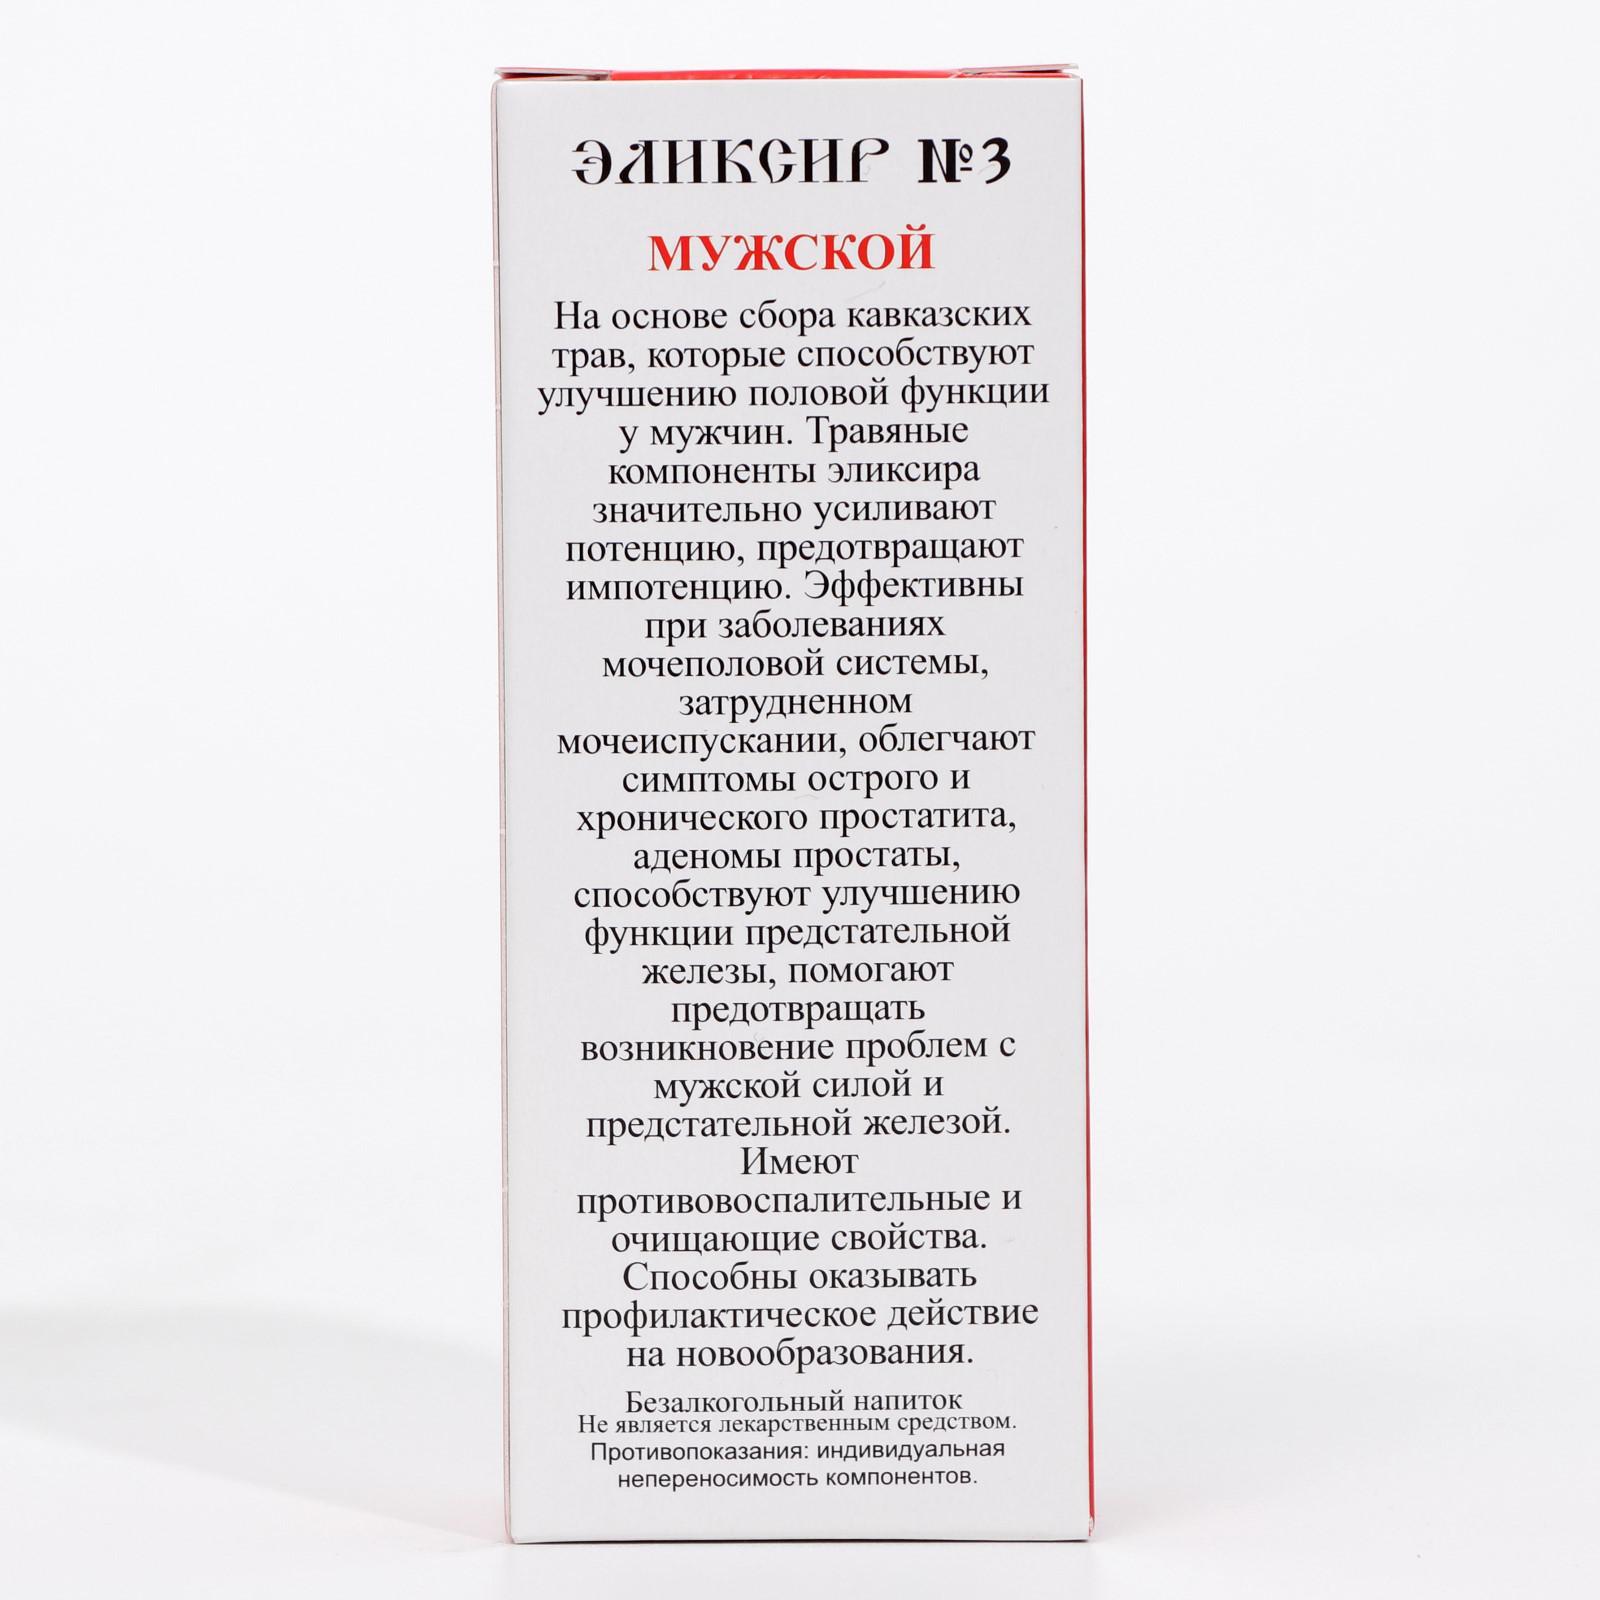 ЭЛИКСИР №3
МУЖСКОЙ
На основе сбора кавказских
трав, которые способствуют
улучшению половой функции
у мужчин. Травяные
компоненты эликсира
значительно усиливают
потенцию, предотвращают
импотенцию. Эффективны
при заболеваниях
мочеполовой системы,
затрудненном
мочеиспускании, облегчают
симптомы острого и
хронического простатита,
аденомы простаты,
способствуют улучшению
функции предстательной
железы, помогают
предотвращать
возникновение проблем с
мужской силой и
предстательной железой.
Имеют
противовоспалительные и
очищающие свойства.
Способны оказывать
профилактическое действие
на новообразования.
Безалкогольный напиток
Не является лекарственным средством.
Противопоказания: индивидуальная
непереносимость компонентов.